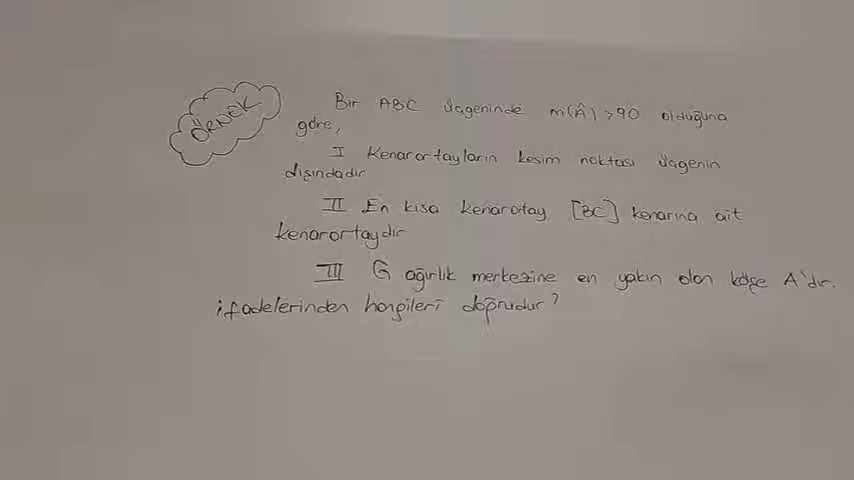 ÖRNEK
Bir ABC üçgeninde m(Â) > 90 olduğuna
göre,
I Kenarortayların kesim noktası üçgenin
dışındadır
II En kısa kenarortay [BC] kenarına ait
kenarortaydır
III G ağırlık merkezine en yakın olan köşe A'dır.
ifadelerinden hangileri doğrudur?